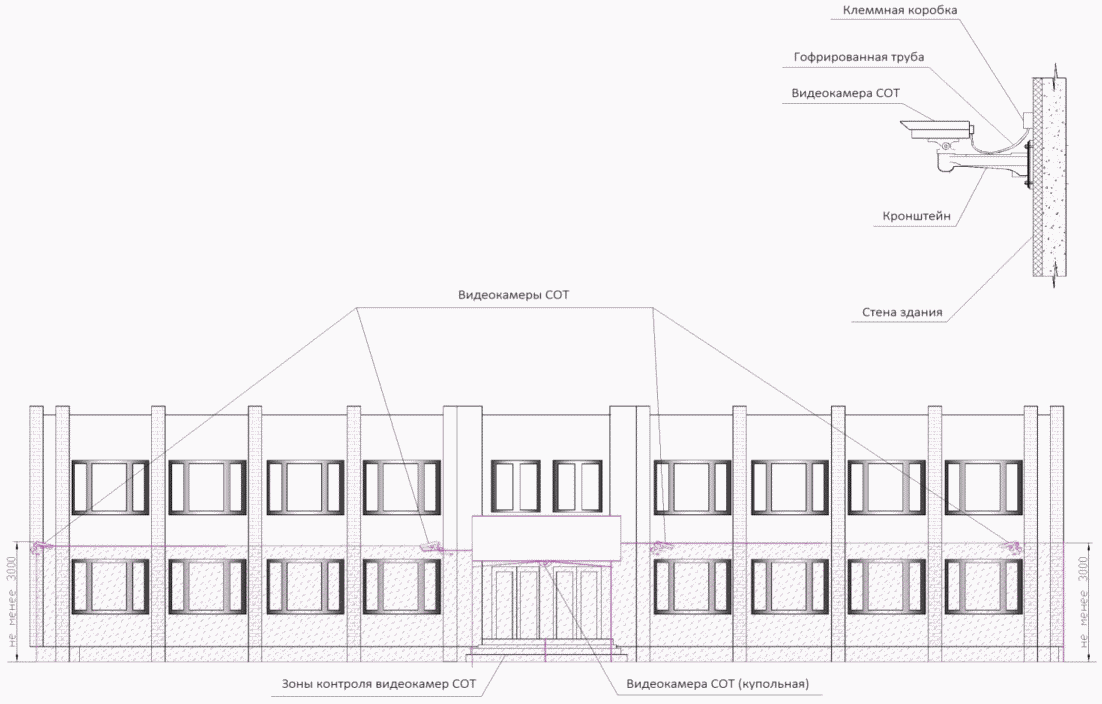 Клеммная коробка
Гофрированная труба
Видеокамера СОТ
Кронштейн
Стена здания
Видеокамеры СОТ
не менее 3000
не менее 3000
Зоны контроля видеокамер СОТ
Видеокамера СОТ (купольная)